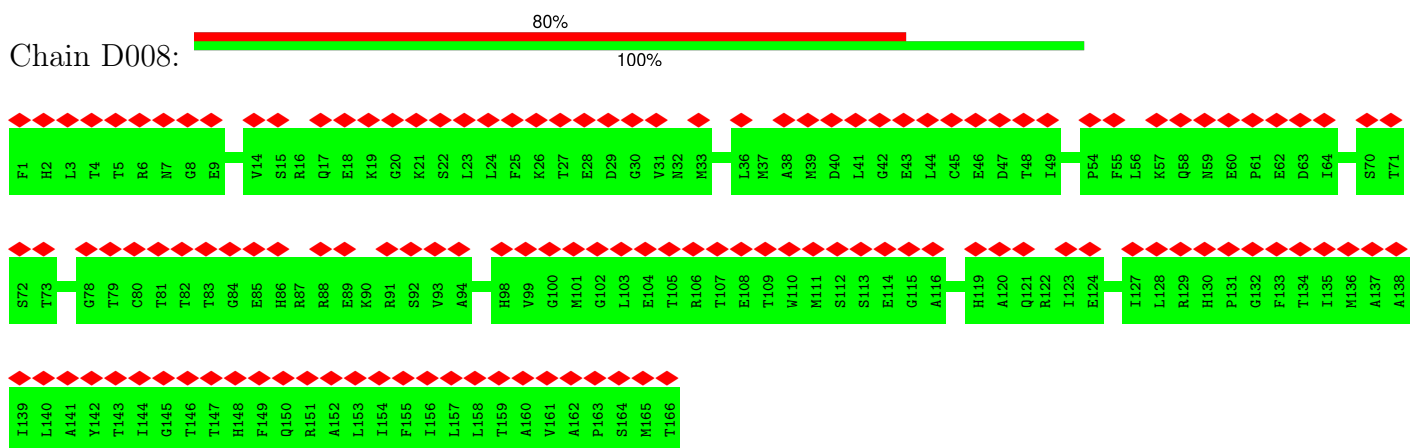 80%
Chain D008:
100%
F1 H2 L3 T4 T5 R6 N7 G8 E9 V14 S15 R16 Q17 E18 K19 G20 K21 S22 L23 L24 F25 K26 T27 E28 D29 G30 V31 N32 M33 L36 M37 A38 M39 D40 L41 G42 E43 L44 C45 E46 D47 T48 I49 P54 F55 L56 K57 Q58 N59 E60 P61 E62 D63 I64 S70 T71
S72 T73 G78 T79 C80 T81 T82 T83 G84 E85 H86 R87 R88 E89 K90 R91 S92 V93 A94 H98 V99 G100 M101 G102 L103 E104 T105 R106 T107 E108 T109 W110 M111 S112 S113 E114 G115 A116 H119 A120 Q121 R122 I123 E124 I127 L128 R129 H130 P131 G132 F133 T134 I135 M136 A137 A138
I139 L140 A141 Y142 T143 I144 G145 T146 T147 H148 F149 Q150 R151 A152 L153 I154 F155 I156 L157 L158 T159 A160 V161 A162 P163 S164 M165 T166